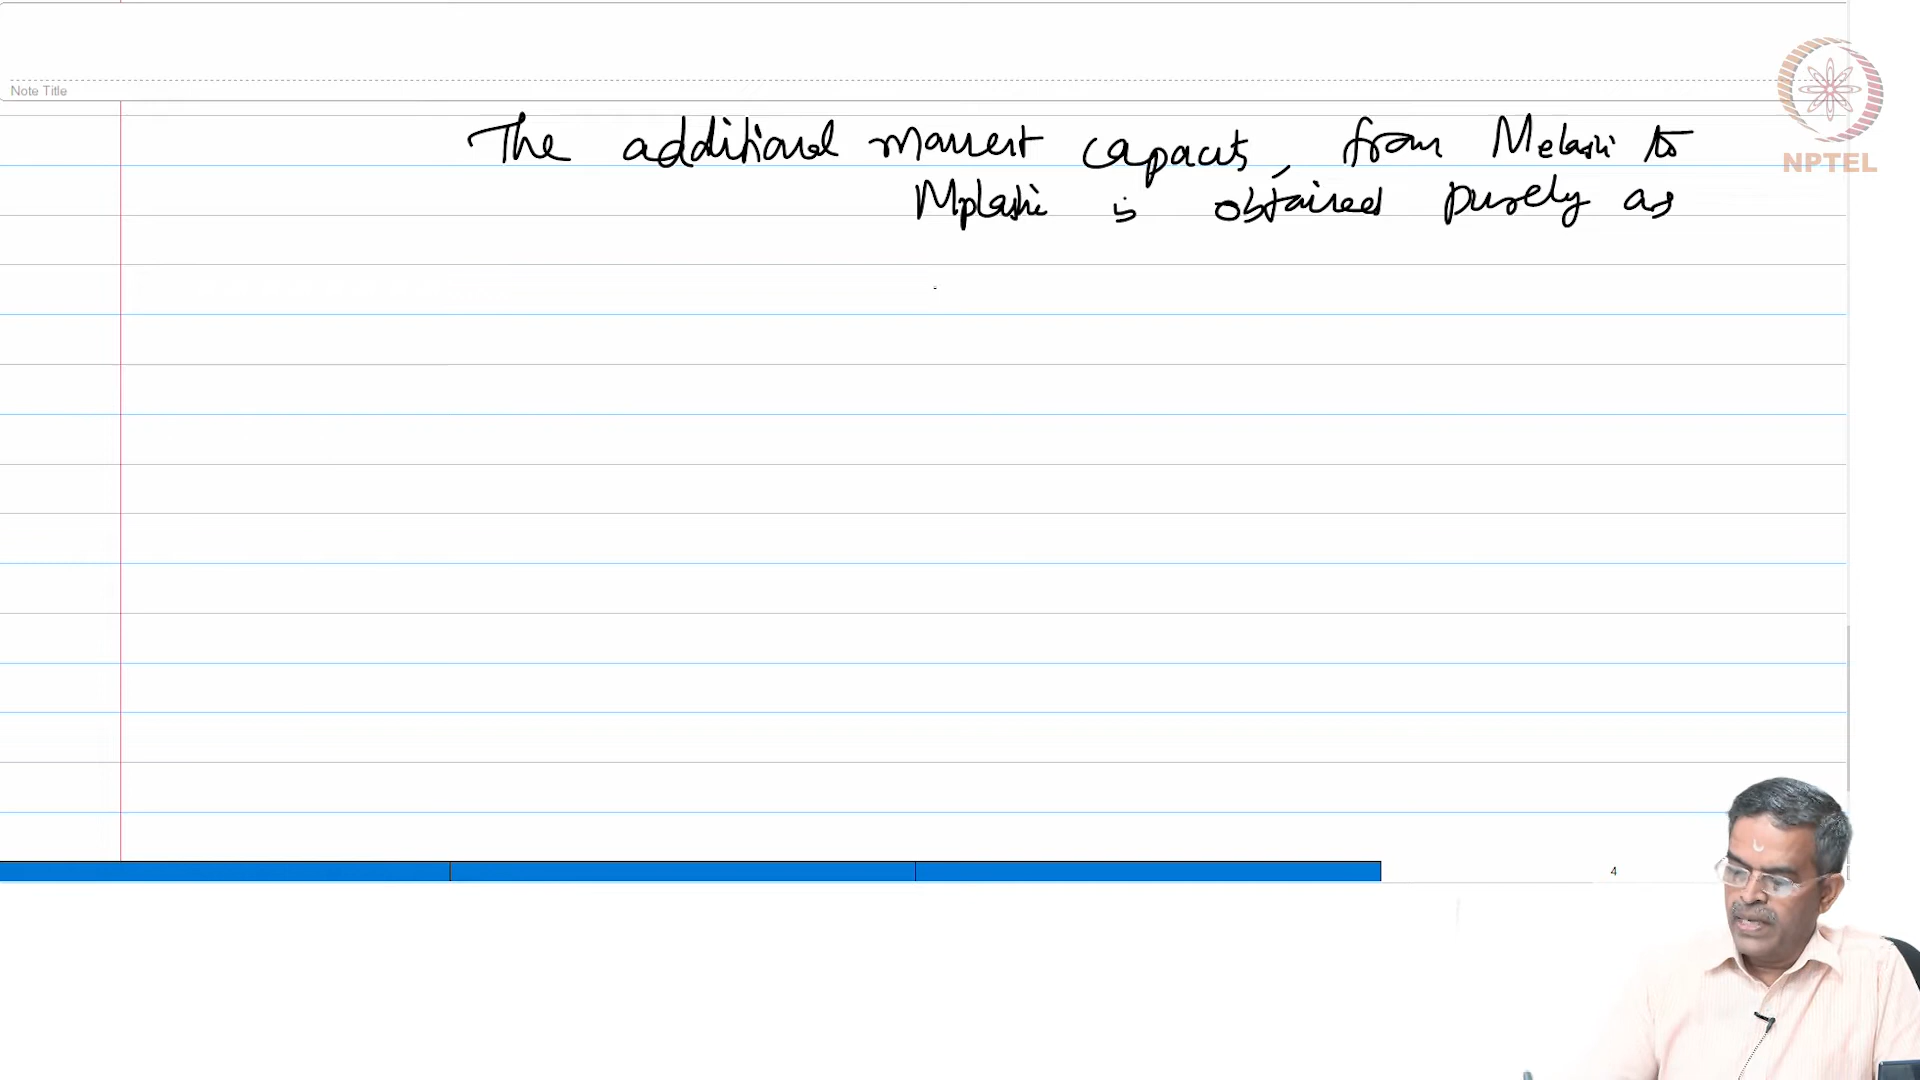 Note Title
The additional moment capacity, from Melastic to
Mplastic is obtained purely as
NPTEL
4